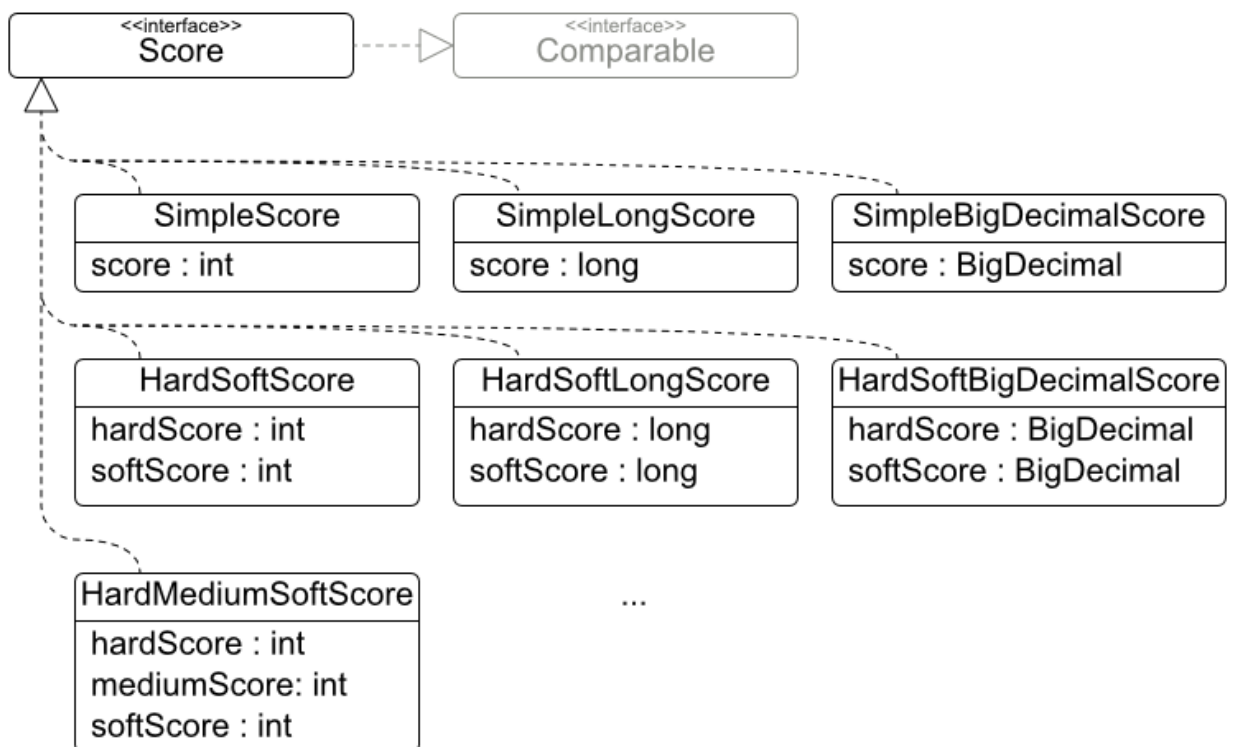 <<interface>>
Score
<<interface>>
Comparable
SimpleScore
score : int
SimpleLongScore
score : long
SimpleBigDecimalScore
score : BigDecimal
HardSoftScore
hardScore : int
softScore : int
HardSoftLongScore
hardScore : long
softScore : long
HardSoftBigDecimalScore
hardScore : BigDecimal
softScore : BigDecimal
HardMediumSoftScore
hardScore : int
mediumScore: int
softScore : int
...